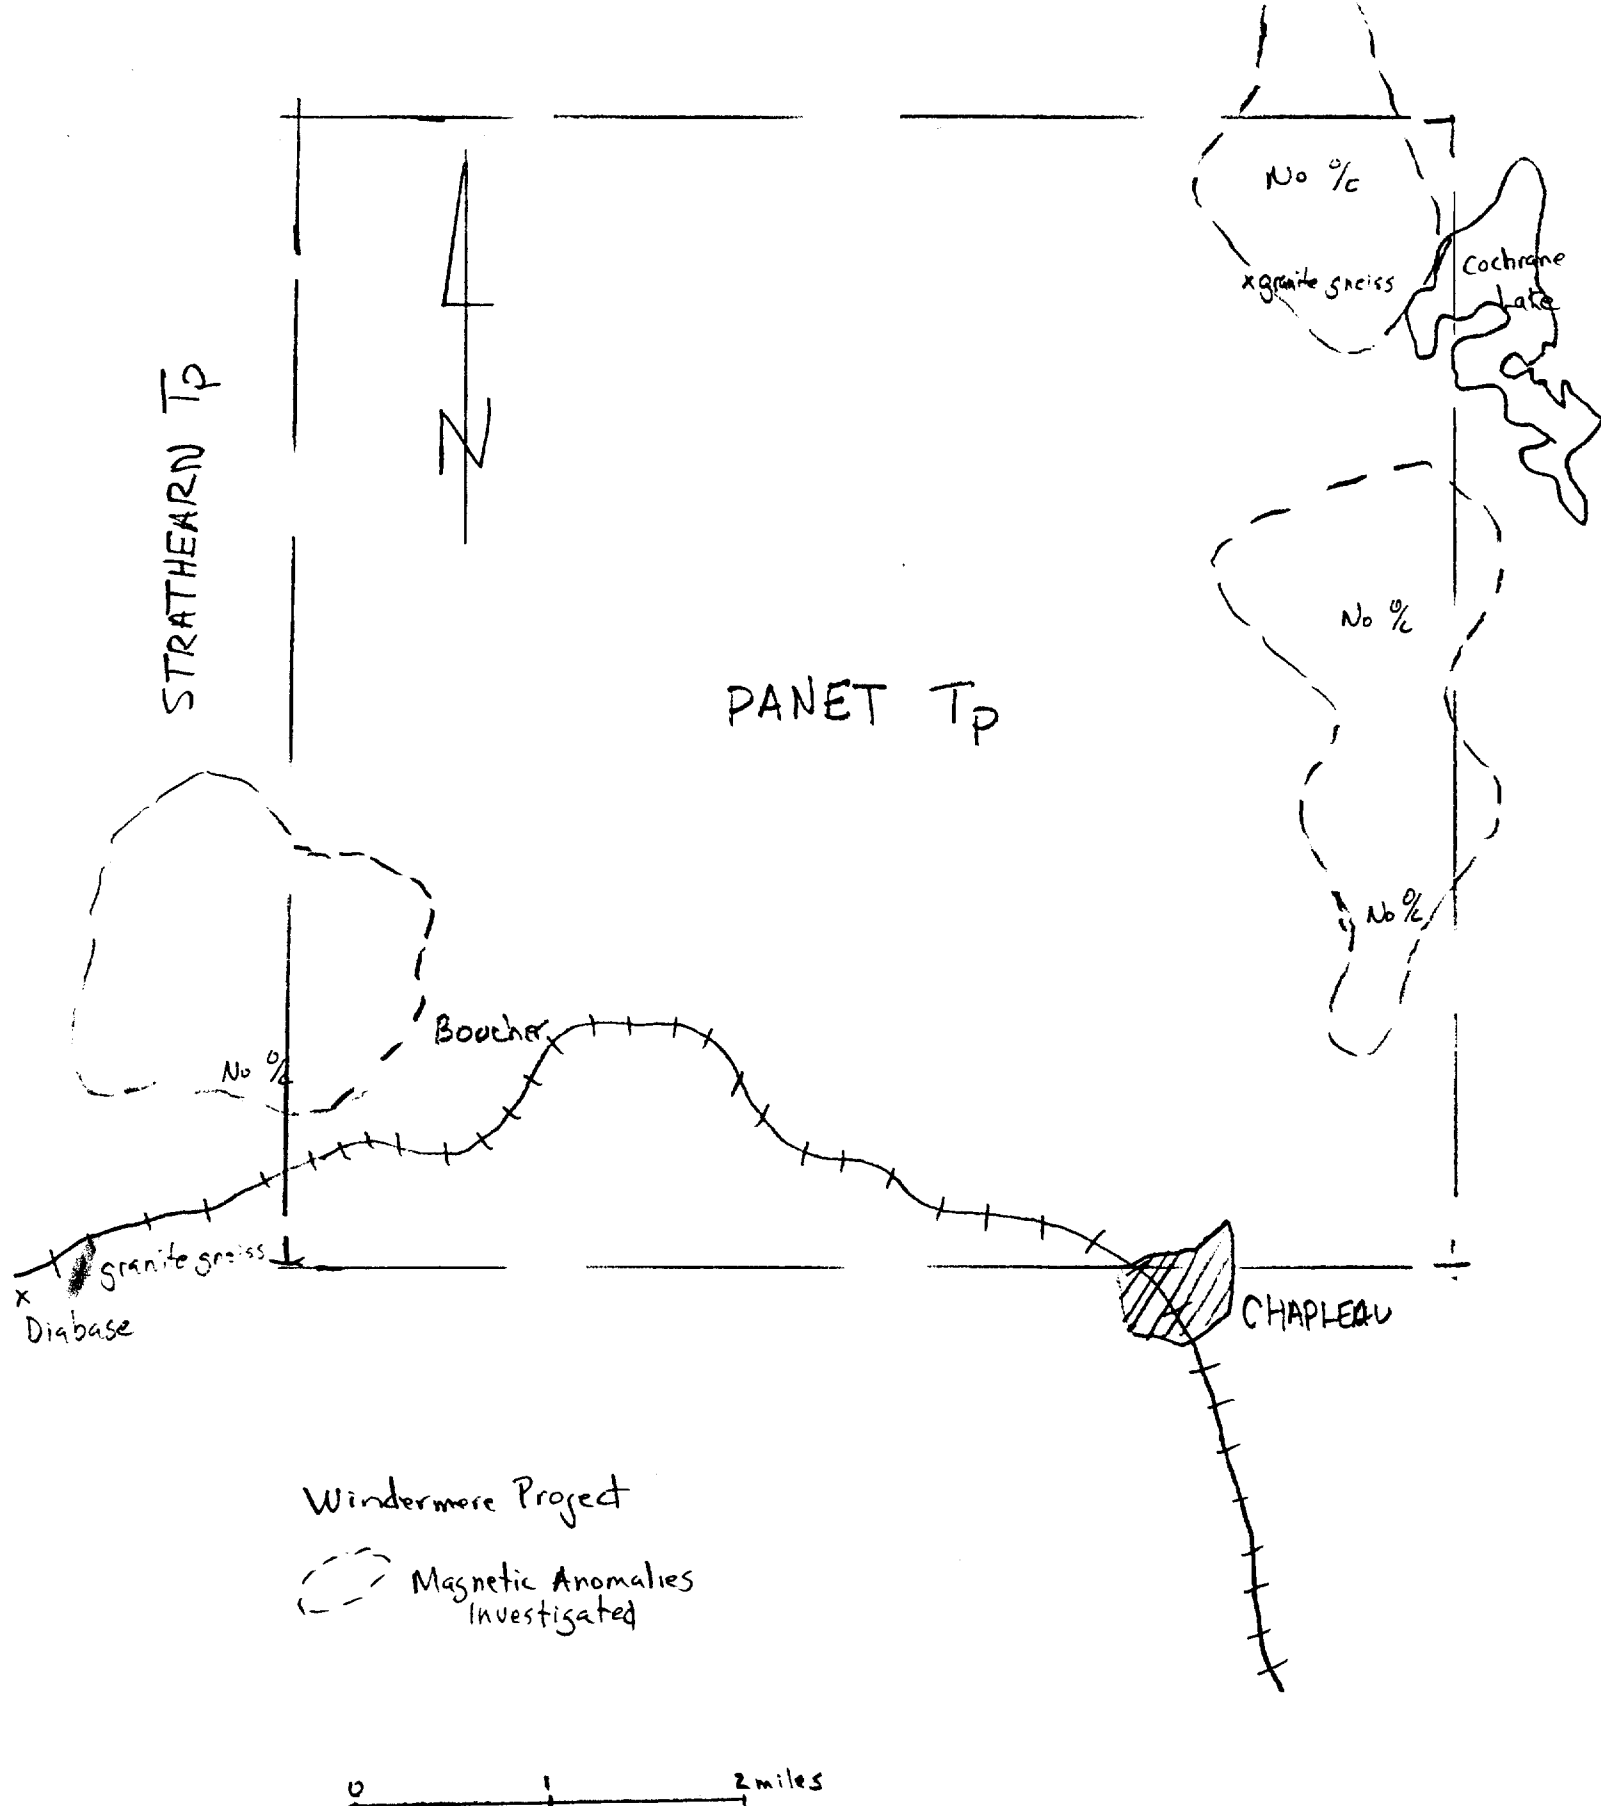 No O/C
Cochrane
Lake
x granite gneiss
STRATHEARN Tp
N
No O/C
PANET Tp
No O/C
Boucher
No O/C
granite gneiss
x
Diabase
CHAPLEAU
Windermere Project
Magnetic Anomalies
Investigated
0 1 2 miles